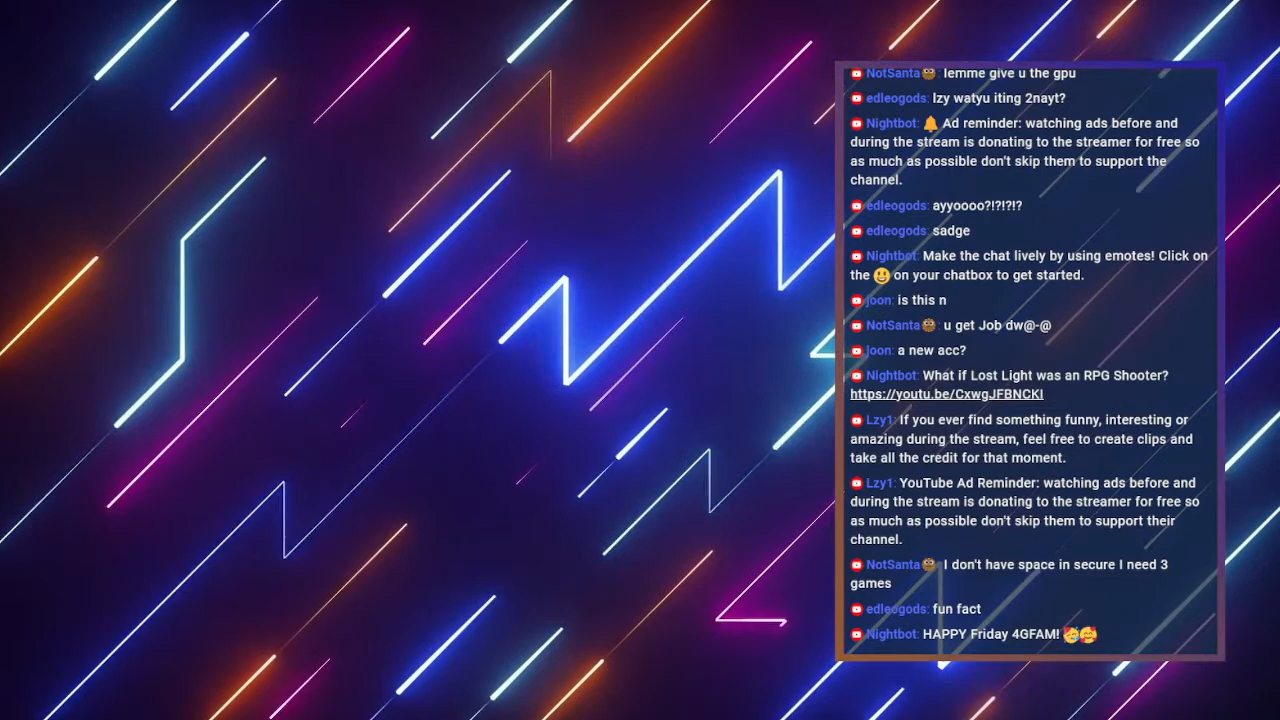 NotSanta: lemme give u the gpu
edleogods: lzy watyu iting 2nayt?
Nightbot: 🔔 Ad reminder: watching ads before and
during the stream is donating to the streamer for free so
as much as possible don't skip them to support the
channel.
edleogods: ayyoooo?!?!?!?
edleogods: sadge
Nightbot: Make the chat lively by using emotes! Click on
the 😃 on your chatbox to get started.
joon: is this n
NotSanta: u get Job dw@-@
joon: a new acc?
Nightbot: What if Lost Light was an RPG Shooter?
https://youtu.be/CxwgJFBNCKI
Lzy1: If you ever find something funny, interesting or
amazing during the stream, feel free to create clips and
take all the credit for that moment.
Lzy1: YouTube Ad Reminder: watching ads before and
during the stream is donating to the streamer for free so
as much as possible don't skip them to support their
channel.
NotSanta: I don't have space in secure I need 3
games
edleogods: fun fact
Nightbot: HAPPY Friday 4GFAM! 🥳🥰